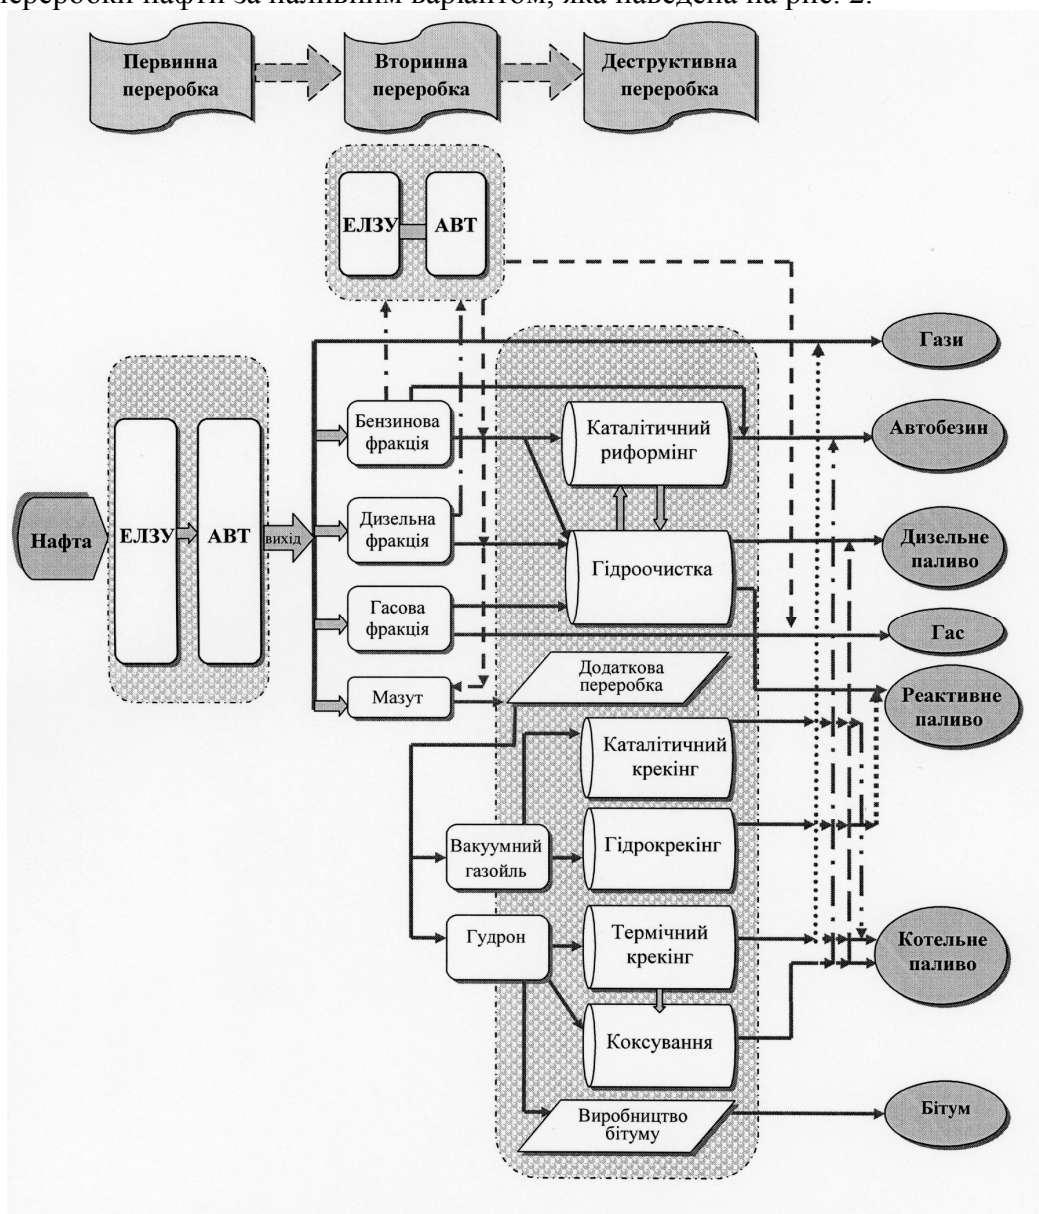 переробки нафти за паливним варіантом, яка наведена на рис. 2.
Первинна
переробка
Вторинна
переробка
Деструктивна
переробка
ЕЛЗУ
АВТ
Гази
Бензинова
фракція
Каталітичний
риформінг
Автобезин
Нафта
ЕЛЗУ
АВТ
вихід
Дизельна
фракція
Гідроочистка
Дизельне
паливо
Гасова
фракція
Гас
Мазут
Додаткова
переробка
Реактивне
паливо
Каталітичний
крекінг
Вакуумний
газойль
Гідрокрекінг
Гудрон
Термічний
крекінг
Котельне
паливо
Коксування
Виробництво
бітуму
Бітум